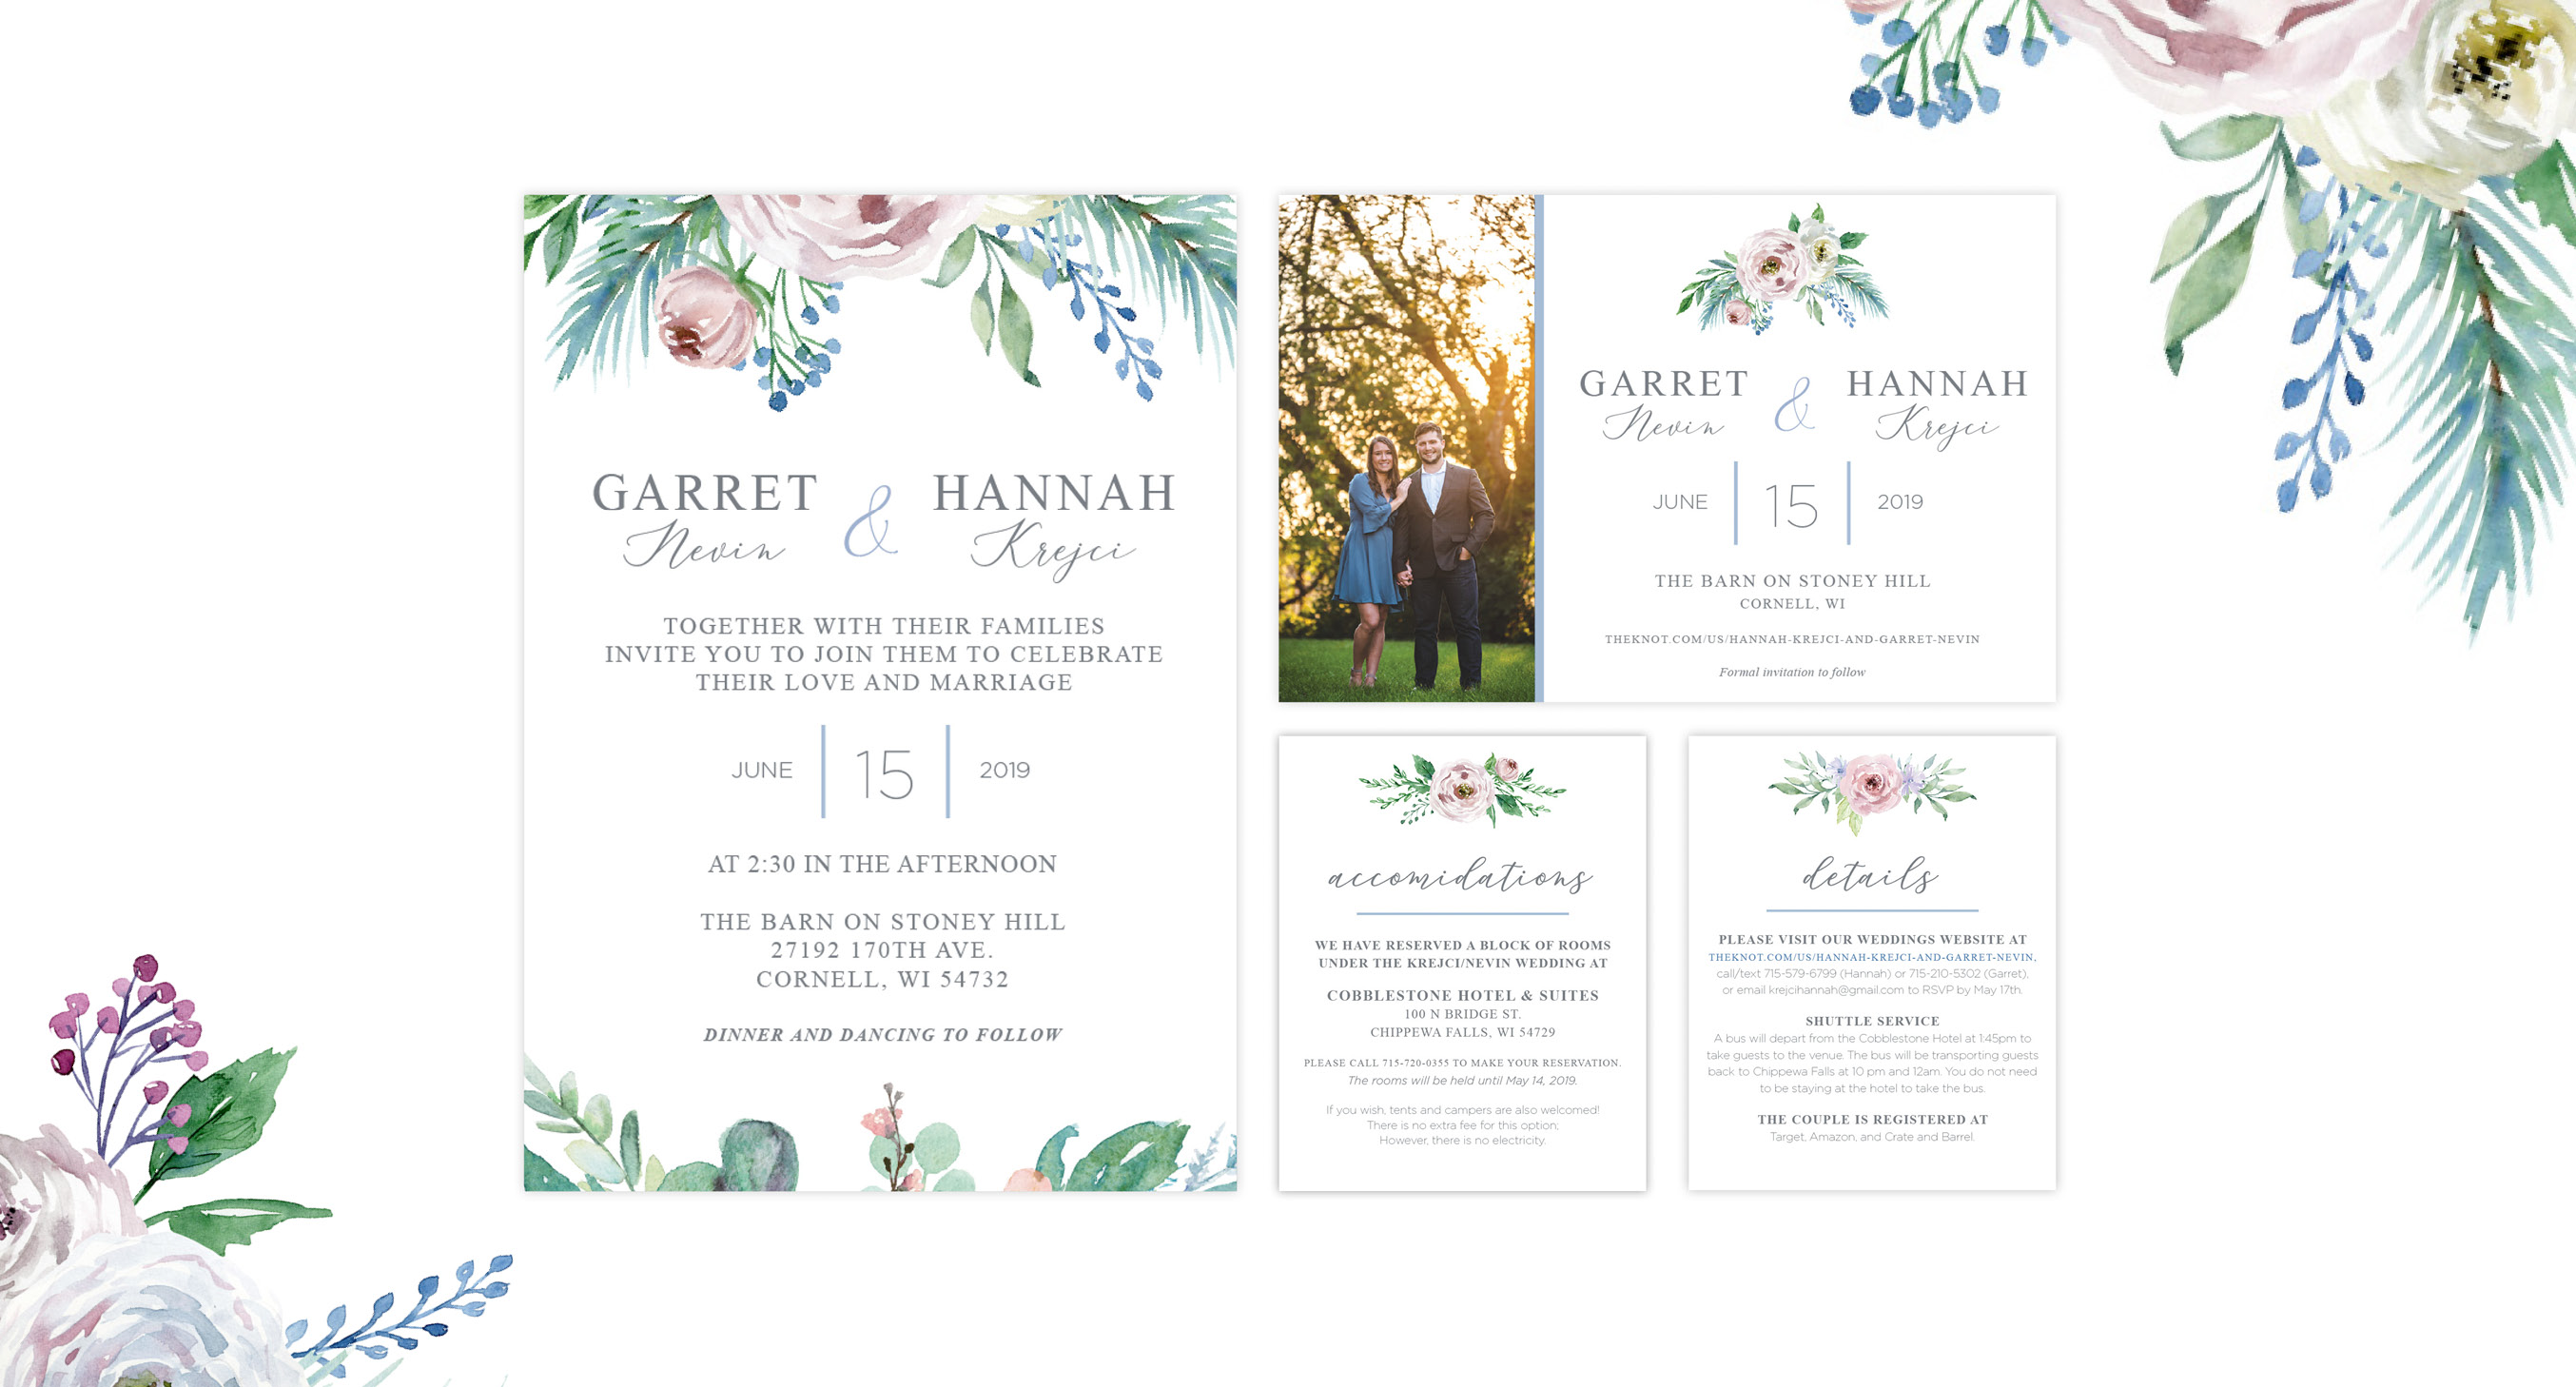 GARRET & HANNAH
Nevin Krejci
TOGETHER WITH THEIR FAMILIES
INVITE YOU TO JOIN THEM TO CELEBRATE
THEIR LOVE AND MARRIAGE
JUNE 15 2019
AT 2:30 IN THE AFTERNOON
THE BARN ON STONEY HILL
27192 170TH AVE.
CORNELL, WI 54732
DINNER AND DANCING TO FOLLOW
GARRET & HANNAH
Nevin Krejci
JUNE 15 2019
THE BARN ON STONEY HILL
CORNELL, WI
THEKNOT.COM/US/HANNAH-KREJCI-AND-GARRET-NEVIN
Formal invitation to follow
accomidations
WE HAVE RESERVED A BLOCK OF ROOMS
UNDER THE KREJCI/NEVIN WEDDING AT
COBBLESTONE HOTEL & SUITES
100 N BRIDGE ST.
CHIPPEWA FALLS, WI 54729
PLEASE CALL 715-720-0355 TO MAKE YOUR RESERVATION.
The rooms will be held until May 14, 2019.
If you wish, tents and campers are also welcomed!
There is no extra fee for this option.
However, there is no electricity.
details
PLEASE VISIT OUR WEDDINGS WEBSITE AT
THEKNOT.COM/US/HANNAH-KREJCI-AND-GARRET-NEVIN,
call/text 715-579-6799 (Hannah) or 715-210-5302 (Garret),
or email krejcihannah@gmail.com to RSVP by May 17th.
SHUTTLE SERVICE
A bus will depart from the Cobblestone Hotel at 1:45pm to
take guests to the venue. The bus will be transporting guests
back to Chippewa Falls at 10 pm and 12am. You do not need
to be staying at the hotel to take the bus.
THE COUPLE IS REGISTERED AT
Target, Amazon, and Crate and Barrel.